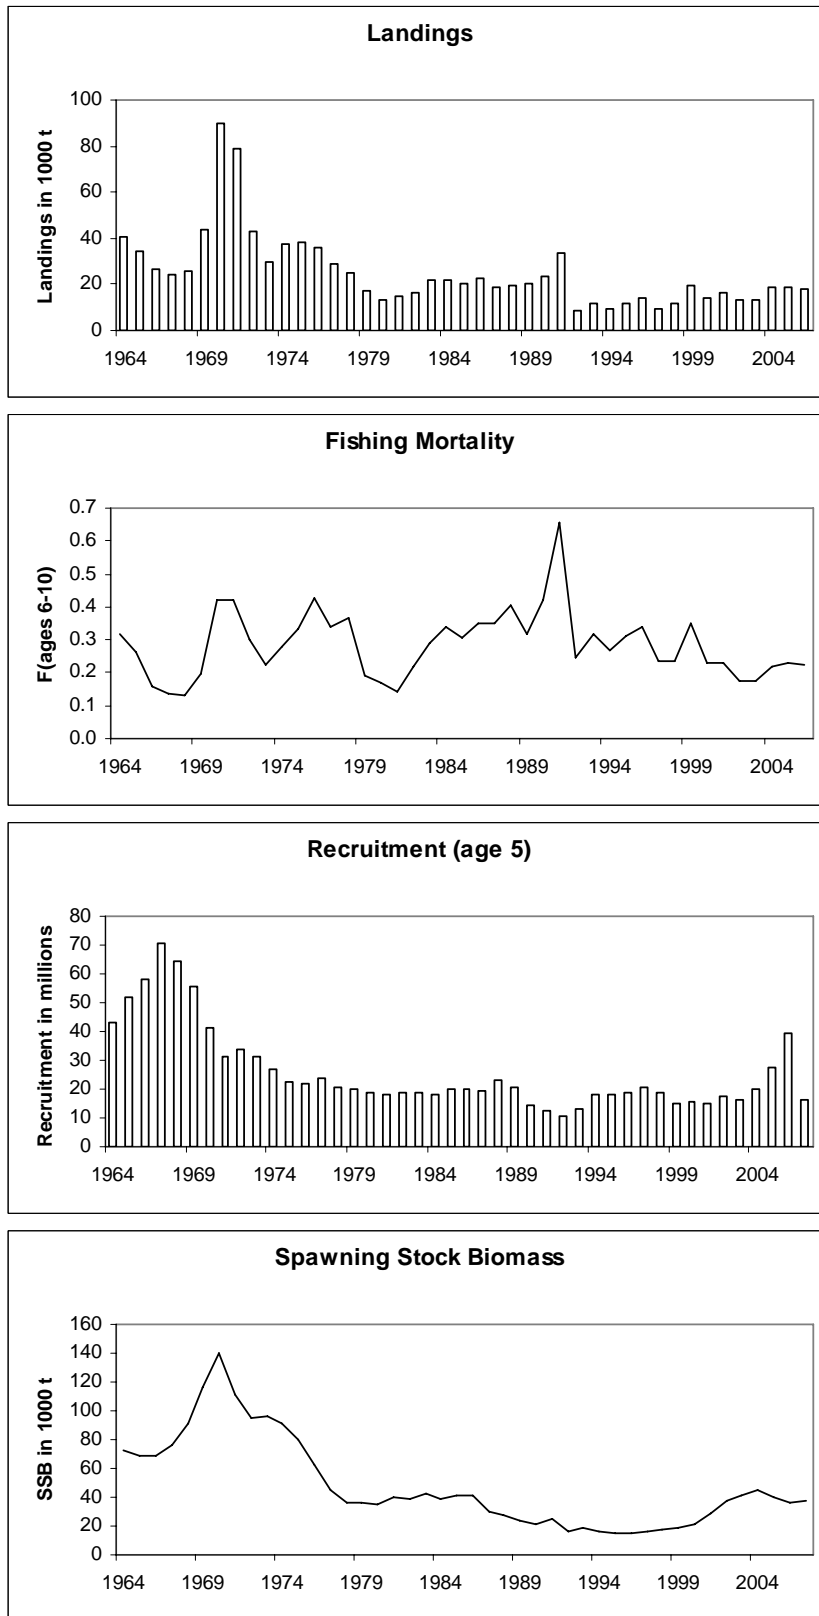 Landings
Landings in 1000 t
100
80
60
40
20
0
1964 1969 1974 1979 1984 1989 1994 1999 2004
Fishing Mortality
F(ages 6-10)
0.7
0.6
0.5
0.4
0.3
0.2
0.1
0.0
1964 1969 1974 1979 1984 1989 1994 1999 2004
Recruitment (age 5)
Recruitment in millions
80
70
60
50
40
30
20
10
0
1964 1969 1974 1979 1984 1989 1994 1999 2004
Spawning Stock Biomass
SSB in 1000 t
160
140
120
100
80
60
40
20
0
1964 1969 1974 1979 1984 1989 1994 1999 2004